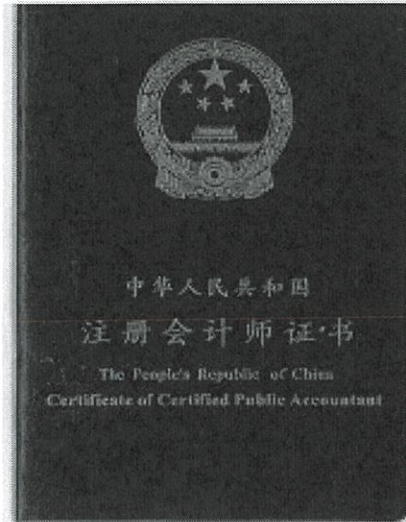 中华人民共和国
注册会计师证书
The People's Republic of China
Certificate of Certified Public Accountant